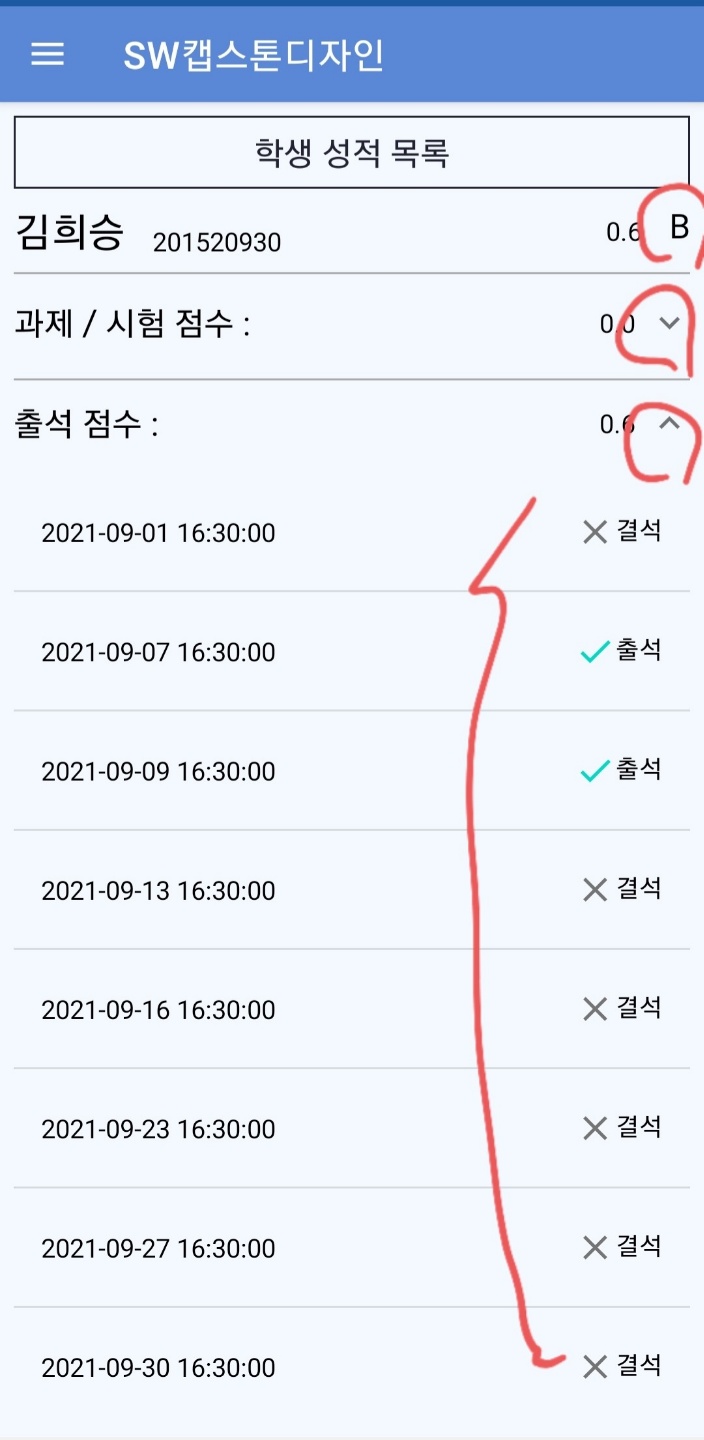 SW캡스톤디자인
학생 성적 목록
김희승 201520930 0.6 B
과제 / 시험 점수 : 0.0
출석 점수 : 0.6
2021-09-01 16:30:00 결석
2021-09-07 16:30:00 출석
2021-09-09 16:30:00 출석
2021-09-13 16:30:00 결석
2021-09-16 16:30:00 결석
2021-09-23 16:30:00 결석
2021-09-27 16:30:00 결석
2021-09-30 16:30:00 결석